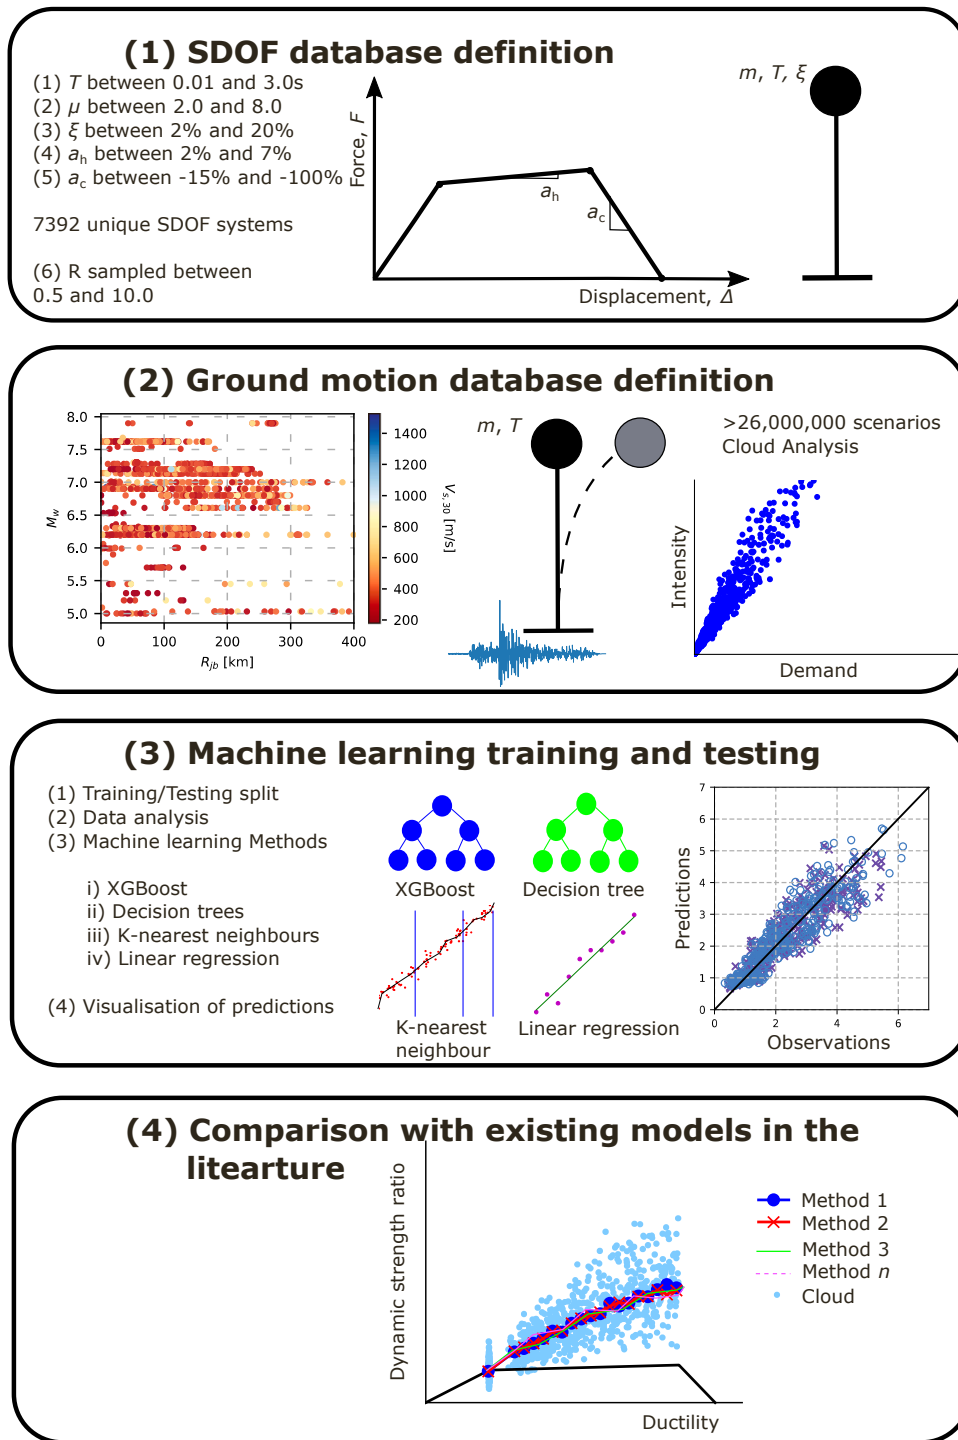 (1) SDOF database definition
(1) T between 0.01 and 3.0s
(2) μ between 2.0 and 8.0
(3) ξ between 2% and 20%
(4) ah between 2% and 7%
(5) ac between -15% and -100%
7392 unique SDOF systems
(6) R sampled between
0.5 and 10.0
Force, F
ah
ac
Displacement, Δ
m, T, ξ
(2) Ground motion database definition
8.0
7.5
7.0
6.5
6.0
5.5
5.0
Mw
0
100
200
300
400
Rjb [km]
1400
1200
1000
800
600
400
200
Vs,30 [m/s]
m, T
>26,000,000 scenarios
Cloud Analysis
Intensity
Demand
(3) Machine learning training and testing
(1) Training/Testing split
(2) Data analysis
(3) Machine learning Methods
i) XGBoost
ii) Decision trees
iii) K-nearest neighbours
iv) Linear regression
(4) Visualisation of predictions
XGBoost
Decision tree
K-nearest
neighbour
Linear regression
7
6
5
4
3
2
1
0
Predictions
0
2
4
6
Observations
(4) Comparison with existing models in the
litearture
Dynamic strength ratio
Ductility
Method 1
Method 2
Method 3
Method n
Cloud